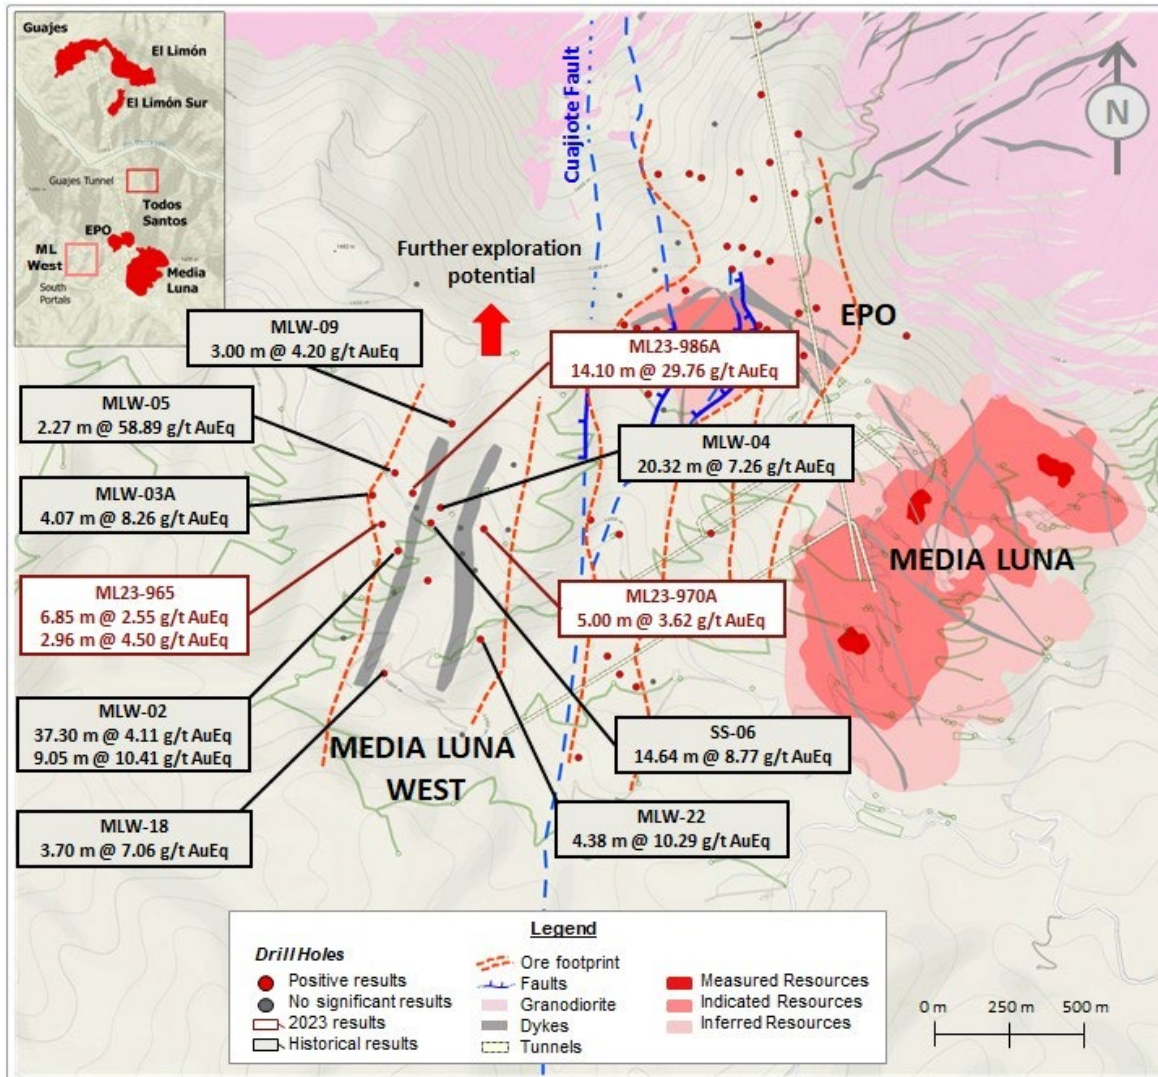 Guajes
El Limón
El Limón Sur
Guajes Tunnel
Todos
Santos
EPO
ML
West
South
Portals
Media
Luna
Cuajiote Fault
N
Further exploration
potential
EPO
MLW-09
3.00 m @ 4.20 g/t AuEq
ML23-986A
14.10 m @ 29.76 g/t AuEq
MLW-05
2.27 m @ 58.89 g/t AuEq
MLW-04
20.32 m @ 7.26 g/t AuEq
MLW-03A
4.07 m @ 8.26 g/t AuEq
MEDIA LUNA
ML23-965
6.85 m @ 2.55 g/t AuEq
2.96 m @ 4.50 g/t AuEq
ML23-970A
5.00 m @ 3.62 g/t AuEq
MLW-02
37.30 m @ 4.11 g/t AuEq
9.05 m @ 10.41 g/t AuEq
SS-06
14.64 m @ 8.77 g/t AuEq
MEDIA LUNA
WEST
MLW-18
3.70 m @ 7.06 g/t AuEq
MLW-22
4.38 m @ 10.29 g/t AuEq
Legend
Drill Holes
Positive results
No significant results
2023 results
Historical results
Ore footprint
Faults
Granodiorite
Dykes
Tunnels
Measured Resources
Indicated Resources
Inferred Resources
0 m 250 m 500 m